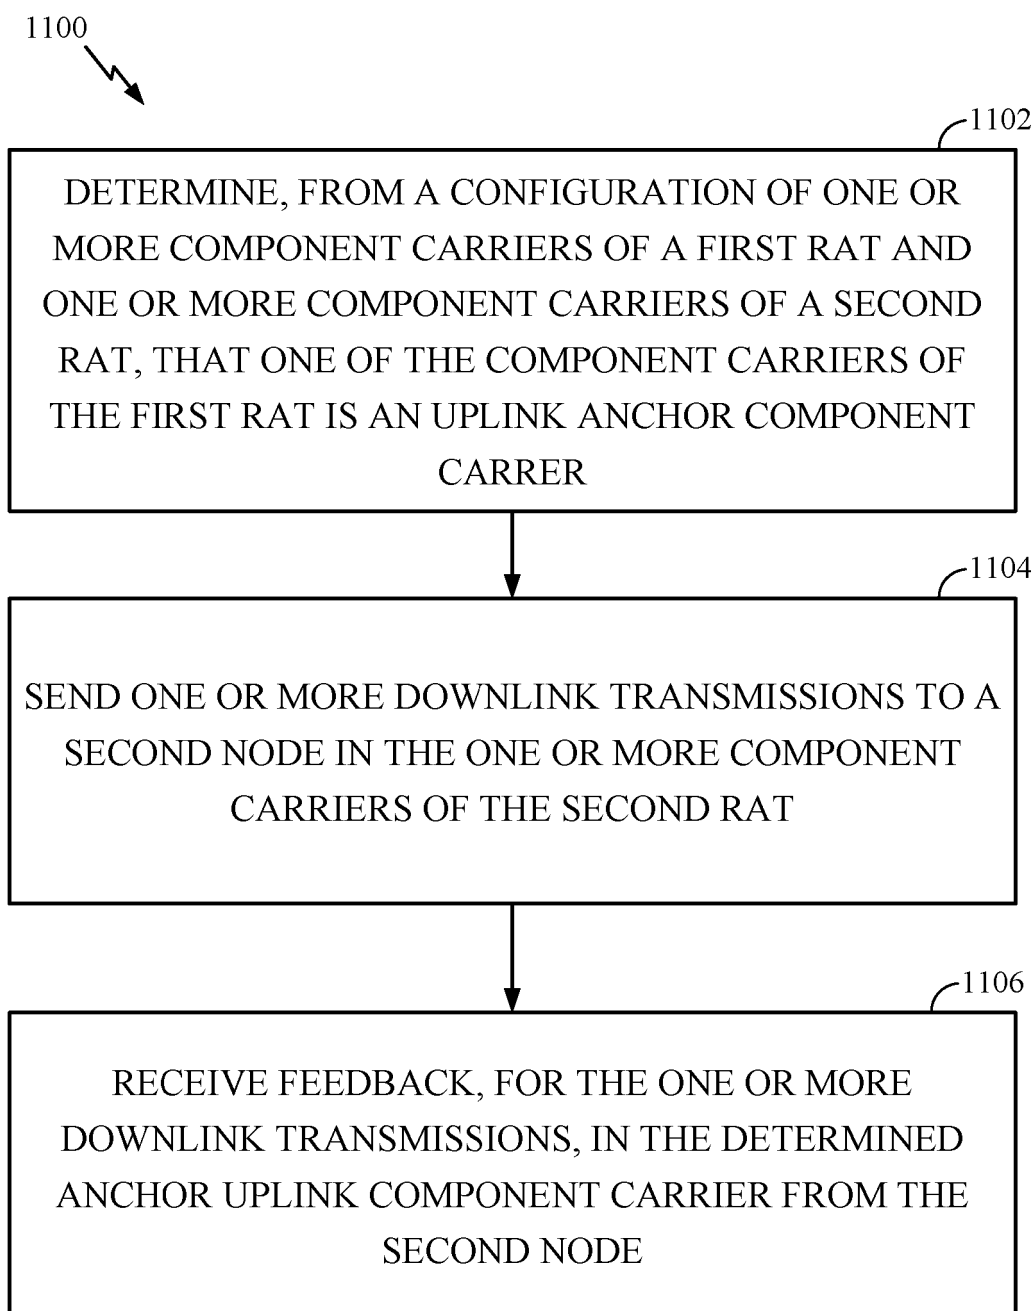 1100
1102
DETERMINE, FROM A CONFIGURATION OF ONE OR
MORE COMPONENT CARRIERS OF A FIRST RAT AND
ONE OR MORE COMPONENT CARRIERS OF A SECOND
RAT, THAT ONE OF THE COMPONENT CARRIERS OF
THE FIRST RAT IS AN UPLINK ANCHOR COMPONENT
CARRER
1104
SEND ONE OR MORE DOWNLINK TRANSMISSIONS TO A
SECOND NODE IN THE ONE OR MORE COMPONENT
CARRIERS OF THE SECOND RAT
1106
RECEIVE FEEDBACK, FOR THE ONE OR MORE
DOWNLINK TRANSMISSIONS, IN THE DETERMINED
ANCHOR UPLINK COMPONENT CARRIER FROM THE
SECOND NODE